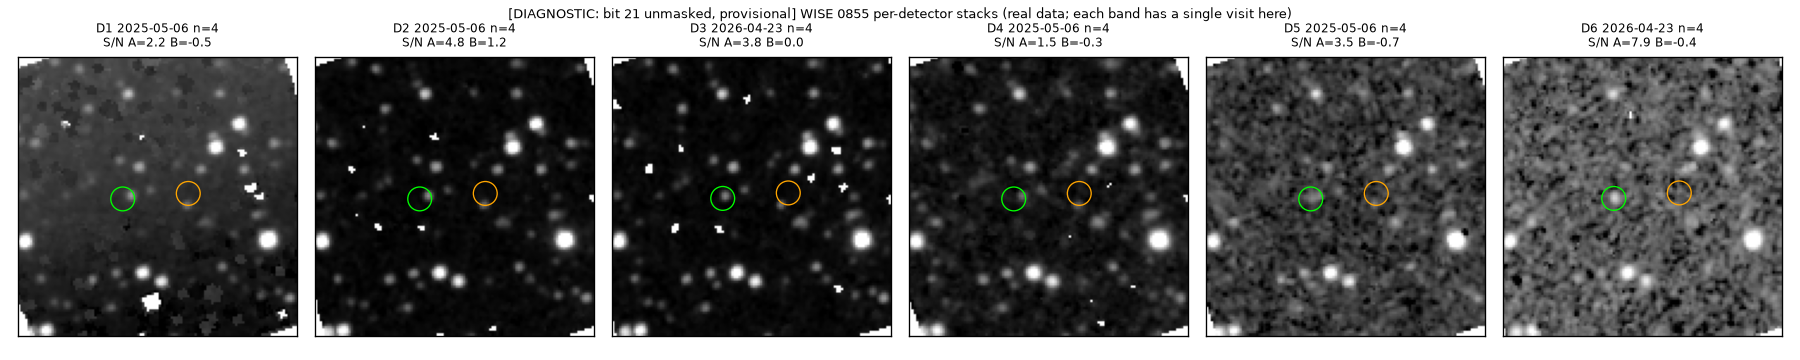 [DIAGNOSTIC: bit 21 unmasked, provisional] WISE 0855 per-detector stacks (real data; each band has a single visit here)
D1 2025-05-06 n=4
S/N A=2.2 B=-0.5
D2 2025-05-06 n=4
S/N A=4.8 B=1.2
D3 2026-04-23 n=4
S/N A=3.8 B=0.0
D4 2025-05-06 n=4
S/N A=1.5 B=-0.3
D5 2025-05-06 n=4
S/N A=3.5 B=-0.7
D6 2026-04-23 n=4
S/N A=7.9 B=-0.4